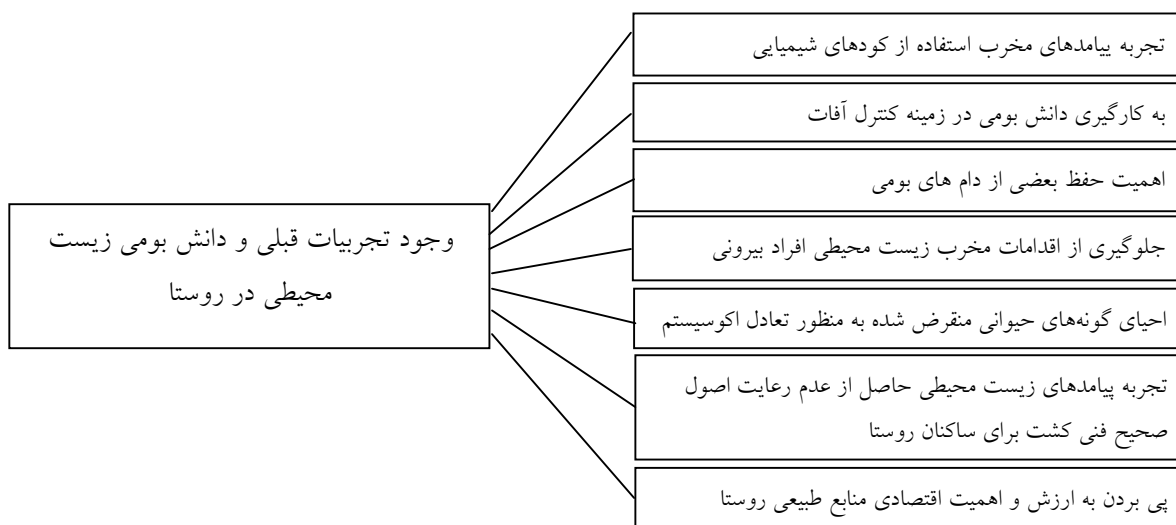 تجربه پیامدهای مخرب استفاده از کودهای شیمیایی
به کارگیری دانش بومی در زمینه کنترل آفات
اهمیت حفظ بعضی از دام های بومی
جلوگیری از اقدامات مخرب زیست محیطی افراد بیرونی
احیای گونه‌های حیوانی منقرض شده به منظور تعادل اکوسیستم
تجربه پیامدهای زیست محیطی حاصل از عدم رعایت اصول
صحیح فنی کشت برای ساکنان روستا
پی بردن به ارزش و اهمیت اقتصادی منابع طبیعی روستا
وجود تجربیات قبلی و دانش بومی زیست
محیطی در روستا